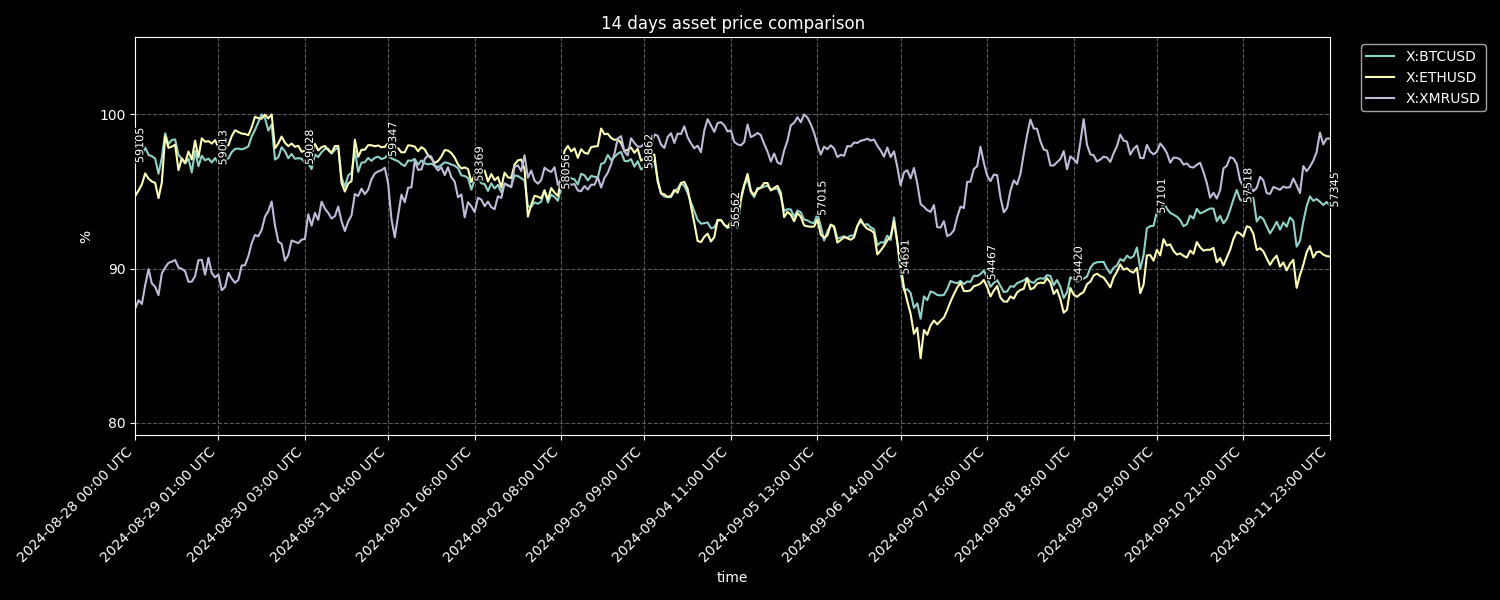 14 days asset price comparison
X:BTCUSD
X:ETHUSD
X:XMRUSD
%
100
90
80
59105
59013
59028
59347
58369
58056
58862
56562
57015
54691
54467
54420
57101
57518
57345
2024-08-28 00:00 UTC
2024-08-29 01:00 UTC
2024-08-30 03:00 UTC
2024-08-31 04:00 UTC
2024-09-01 06:00 UTC
2024-09-02 08:00 UTC
2024-09-03 09:00 UTC
2024-09-04 11:00 UTC
2024-09-05 13:00 UTC
2024-09-06 14:00 UTC
2024-09-07 16:00 UTC
2024-09-08 18:00 UTC
2024-09-09 19:00 UTC
2024-09-10 21:00 UTC
2024-09-11 23:00 UTC
time